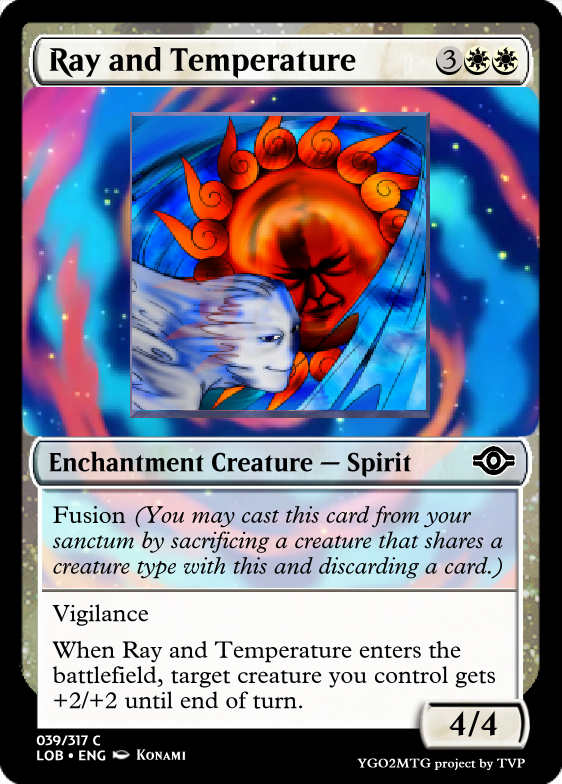 Ray and Temperature 3
Enchantment Creature — Spirit
Fusion (You may cast this card from your
sanctum by sacrificing a creature that shares a
creature type with this and discarding a card.)
Vigilance
When Ray and Temperature enters the
battlefield, target creature you control gets
+2/+2 until end of turn.
4/4
039/317 C
LOB • ENG KONAMI
YGO2MTG project by TVP